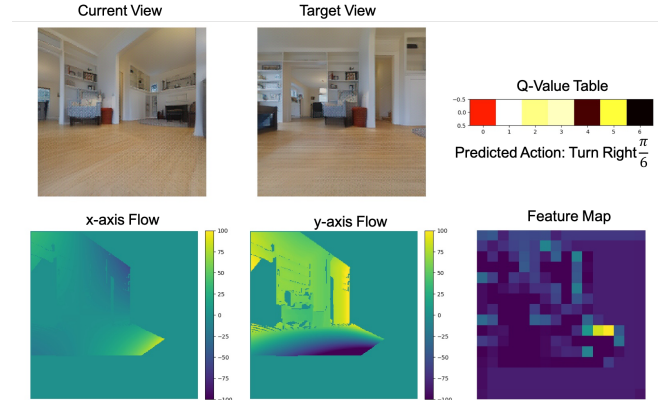 Current View
Target View
Q-Value Table
−0.5
0.0
0.5
0 1 2 3 4 5 6
Predicted Action: Turn Right π/6
x-axis Flow
y-axis Flow
Feature Map
100
75
50
25
0
−25
−50
−75
−100
100
75
50
25
0
−25
−50
−75
−100